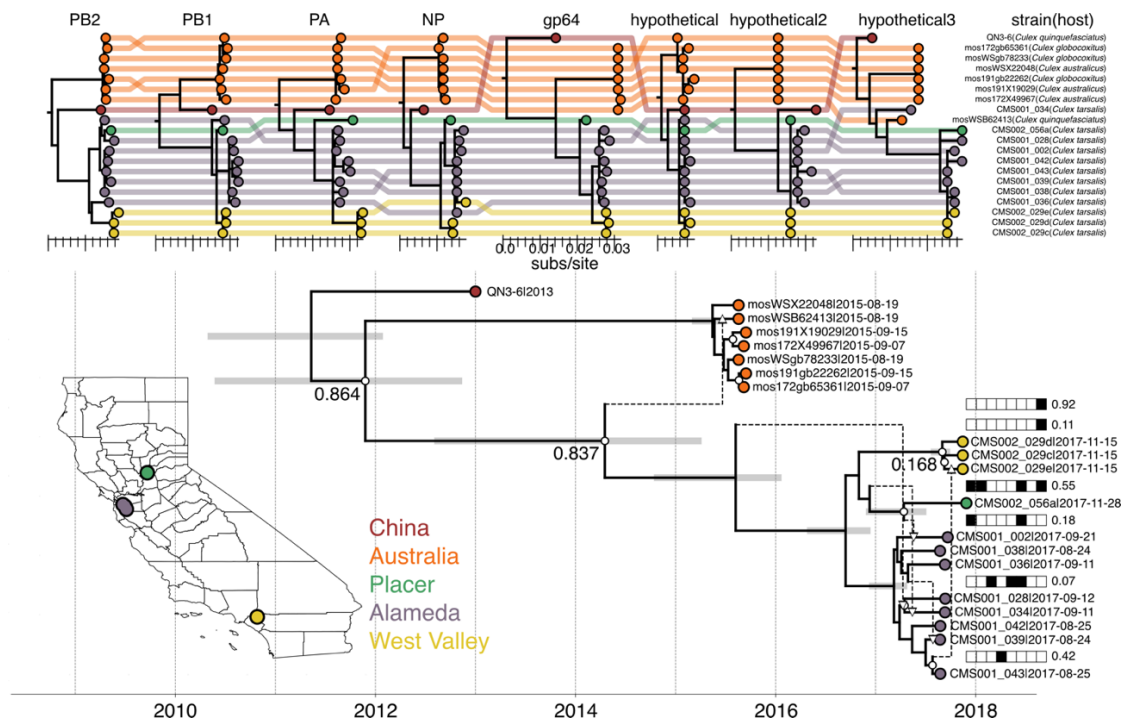 PB2 PB1 PA NP gp64 hypothetical hypothetical2 hypothetical3 strain(host)
QN3-6(Culex quinquefasciatus)
mos172gb65361(Culex globocoxitus)
mosWSgb78233(Culex australicus)
mosWSX22048(Culex australicus)
mos191gb22262(Culex globocoxitus)
mos191X19029(Culex australicus)
mos172X49967(Culex australicus)
CMS001_034(Culex tarsalis)
mosWSB62413(Culex quinquefasciatus)
CMS002_056a(Culex tarsalis)
CMS001_028(Culex tarsalis)
CMS001_002(Culex tarsalis)
CMS001_042(Culex tarsalis)
CMS001_043(Culex tarsalis)
CMS001_039(Culex tarsalis)
CMS001_038(Culex tarsalis)
CMS001_036(Culex tarsalis)
CMS002_029e(Culex tarsalis)
CMS002_029d(Culex tarsalis)
CMS002_029c(Culex tarsalis)
0.0 0.01 0.02 0.03
subs/site
QN3-6|2013
mosWSX22048|2015-08-19
mosWSB62413|2015-08-19
mos191X19029|2015-09-15
mos172X49967|2015-09-07
mosWSgb78233|2015-08-19
mos191gb22262|2015-09-15
mos172gb65361|2015-09-07
0.864
0.92
0.11
0.837
CMS002_029d|2017-11-15
CMS002_029c|2017-11-15
0.168
CMS002_029e|2017-11-15
0.55
CMS002_056a|2017-11-28
0.18
China
Australia
Placer
Alameda
West Valley
CMS001_002|2017-09-21
CMS001_038|2017-08-24
CMS001_036|2017-09-11
0.07
CMS001_028|2017-09-12
CMS001_034|2017-09-11
CMS001_042|2017-08-25
CMS001_039|2017-08-24
0.42
CMS001_043|2017-08-25
2010 2012 2014 2016 2018